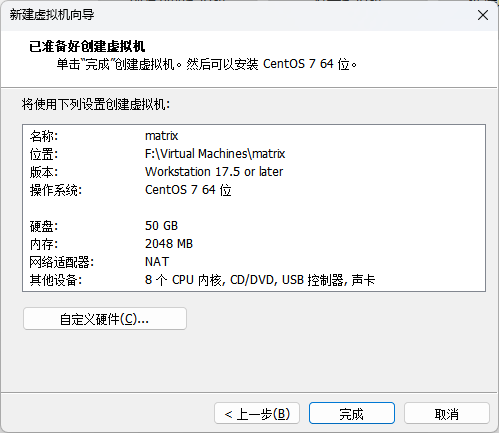 新建虚拟机向导
已准备好创建虚拟机
单击“完成”创建虚拟机。然后可以安装 CentOS 7 64 位。
将使用下列设置创建虚拟机:
名称: matrix
位置: F:\Virtual Machines\matrix
版本: Workstation 17.5 or later
操作系统: CentOS 7 64 位
硬盘: 50 GB
内存: 2048 MB
网络适配器: NAT
其他设备: 8 个 CPU 内核, CD/DVD, USB 控制器, 声卡
自定义硬件(C)...
< 上一步(B) 完成 取消